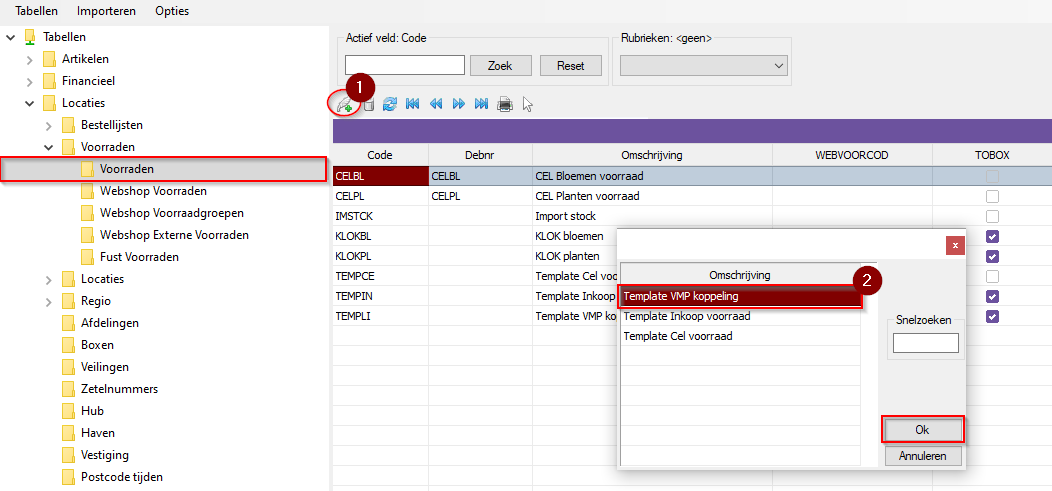 Tabellen Importeren Opties
Tabellen
Artikelen
Financieel
Locaties
Bestellijsten
Voorraden
Voorraden
Webshop Voorraden
Webshop Voorraadgroepen
Webshop Externe Voorraden
Fust Voorraden
Locaties
Regio
Afdelingen
Boxen
Veilingen
Zetelnummers
Hub
Haven
Vestiging
Postcode tijden
Actief veld: Code
Zoek Reset
Rubrieken: <geen>
1
Code Debnr Omschrijving WEBVOORCOD TOBOX
CELBL CELBL CEL Bloemen voorraad
CELPL CELPL CEL Planten voorraad
IMSTCK Import stock
KLOKBL KLOK bloemen
KLOKPL KLOK planten
TEMPCE Template Cel voo
TEMPIN Template Inkoop
TEMPLI Template VMP ko
x
Omschrijving
2
Template VMP koppeling
Template Inkoop voorraad
Template Cel voorraad
Snelzoeken
Ok
Annuleren